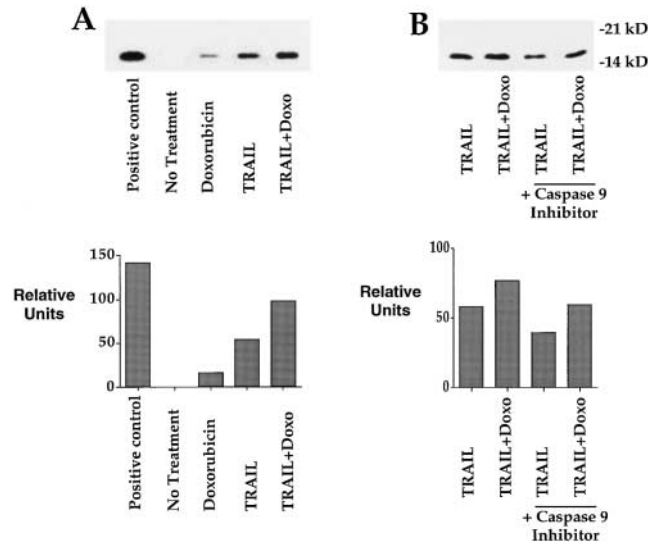 A
B
-21 kD
-14 kD
Positive control
No Treatment
Doxorubicin
TRAIL
TRAIL+Doxo
TRAIL
TRAIL+Doxo
TRAIL
TRAIL+Doxo
+ Caspase 9
Inhibitor
Relative
Units
150
100
50
0
Positive control
No Treatment
Doxorubicin
TRAIL
TRAIL+Doxo
Relative
Units
100
50
0
TRAIL
TRAIL+Doxo
TRAIL
TRAIL+Doxo
+ Caspase 9
Inhibitor